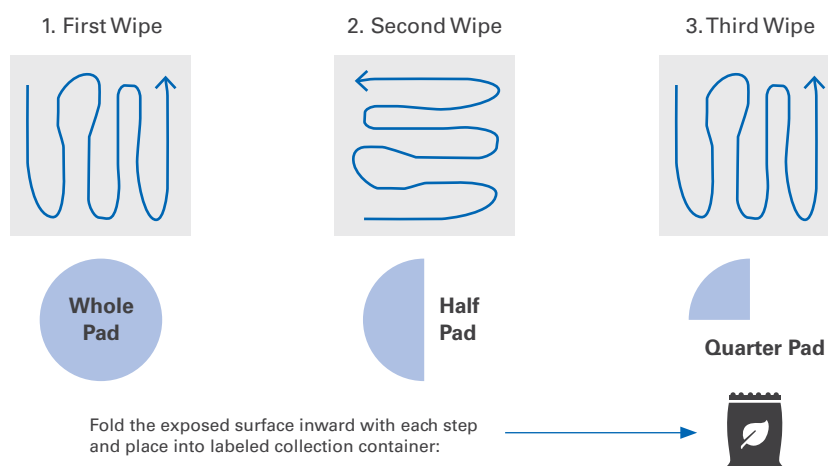 1. First Wipe
2. Second Wipe
3. Third Wipe
Whole
Pad
Half
Pad
Quarter Pad
Fold the exposed surface inward with each step
and place into labeled collection container: